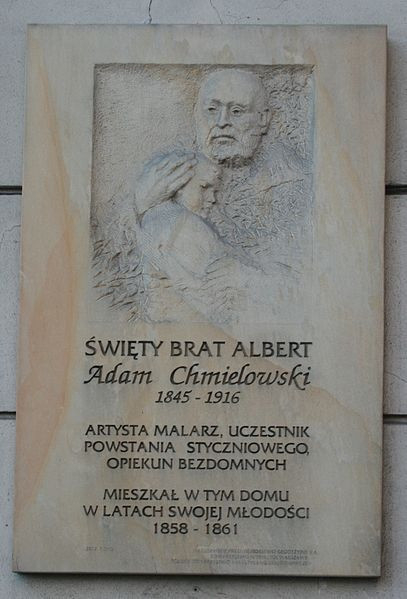 ŚWIĘTY BRAT ALBERT
Adam Chmielowski
1845 - 1916
ARTYSTA MALARZ, UCZESTNIK
POWSTANIA STYCZNIOWEGO,
OPIEKUN BEZDOMNYCH
MIESZKAŁ W TYM DOMU
W LATACH SWOJEJ MŁODOŚCI
1858 - 1861